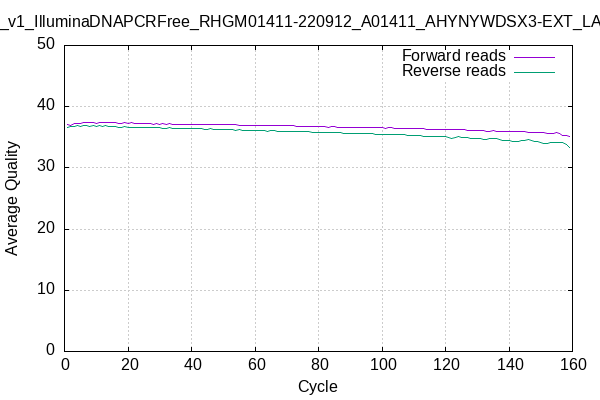 _v1_IlluminaDNAPCRFree_RHGM01411-220912_A01411_AHYNYWDSX3-EXT_LA
50
40
30
20
10
0
Average Quality
Forward reads
Reverse reads
0 20 40 60 80 100 120 140 160
Cycle